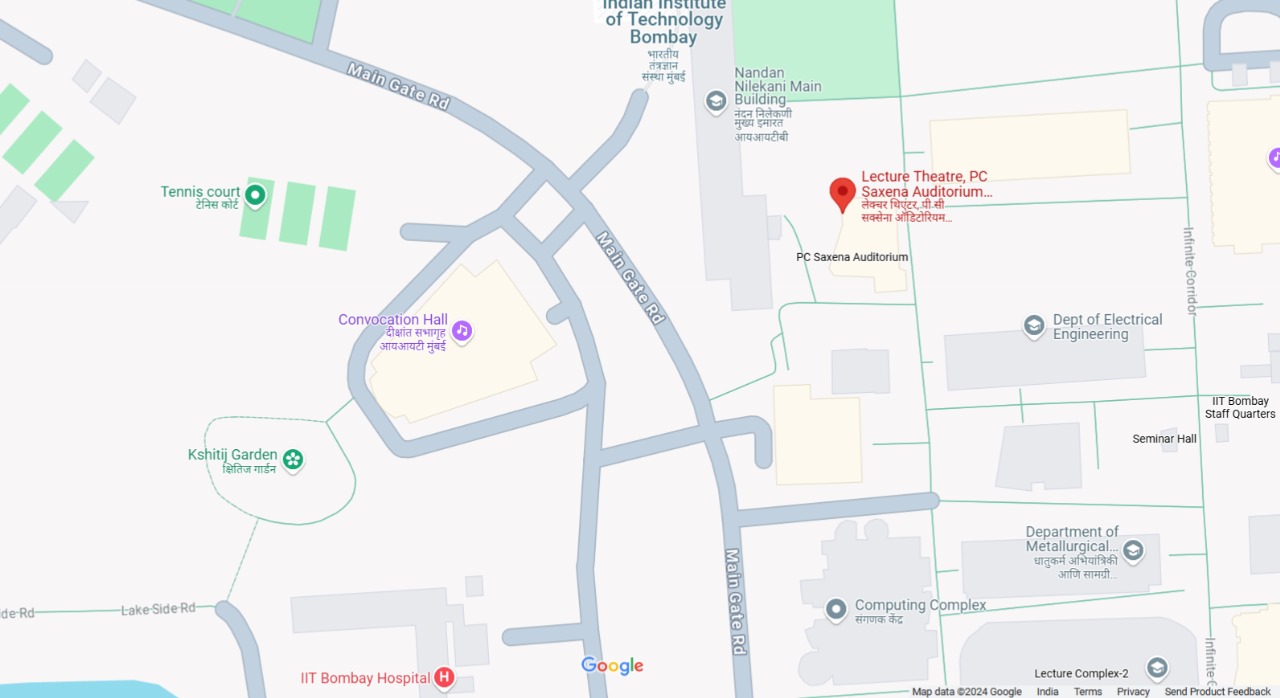 Indian Institute
of Technology
Bombay
भारतीय
तंत्रज्ञान
संस्था मुंबई
Main Gate Rd
Nandan
Nilekani Main
Building
नंदन निलेकणी
मुख्य इमारत
आयआयटीबी
Tennis court
टेनिस कोर्ट
Lecture Theatre, PC
Saxena Auditorium...
लेक्चर थिएटर, पी सी
सक्सेना ऑडिटोरियम...
PC Saxena Auditorium
Main Gate Rd
Infinite Corridor
Convocation Hall
दीक्षांत सभागृह
आयआयटी मुंबई
Dept of Electrical
Engineering
IIT Bombay
Staff Quarters
Seminar Hall
Kshitij Garden
क्षितिज गार्डन
Department of
Metallurgical...
धातुकर्म अभियांत्रिकी
आणि सामग्री...
Main Gate Rd
Computing Complex
संगणक केंद्र
de Rd
Lake Side Rd
IIT Bombay Hospital
H
Google
Lecture Complex-2
Infinite C
Map data ©2024 Google India Terms Privacy Send Product Feedback